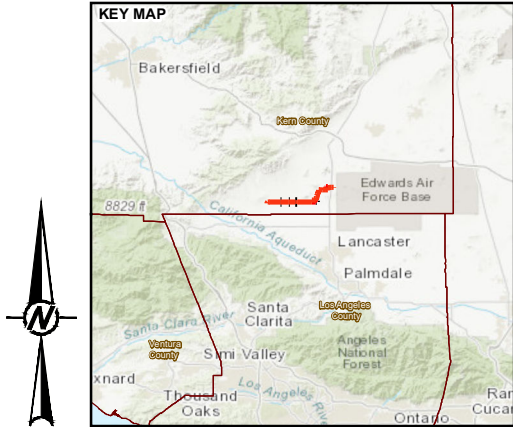 KEY MAP
Bakersfield
Kern County
Edwards Air
Force Base
8829 ft
California Aqueduct
Lancaster
Palmdale
Santa
Clarita
Los Angeles
County
Santa Clara River
Ventura
County
Simi Valley
Angeles
National
Forest
N
xnard
Thousand
Oaks
Los Angeles River
Ran
Cucar
Ontario